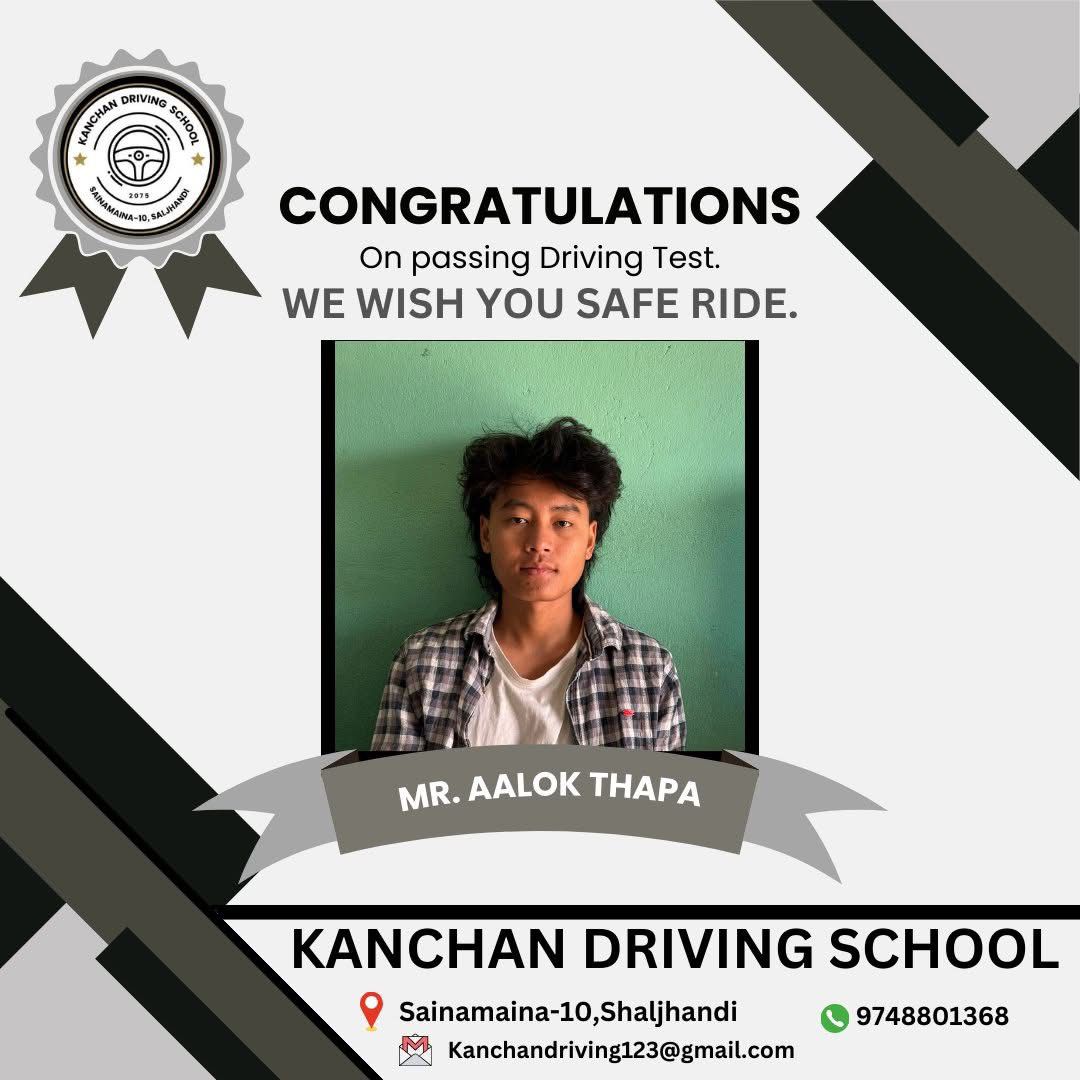 KANCHAN DRIVING SCHOOL
2075
SAINAMAINA-10, SALJHANDI
CONGRATULATIONS
On passing Driving Test.
WE WISH YOU SAFE RIDE.
MR. AALOK THAPA
KANCHAN DRIVING SCHOOL
Sainamaina-10,Shaljhandi
9748801368
Kanchandriving123@gmail.com